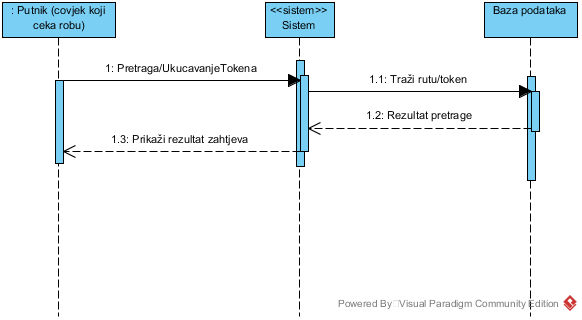 : Putnik (covjek koji
ceka robu)
<<sistem>>
Sistem
Baza podataka
1: Pretraga/UkucavanjeTokena
1.1: Traži rutu/token
1.2: Rezultat pretrage
1.3: Prikaži rezultat zahtjeva
Powered By Visual Paradigm Community Edition